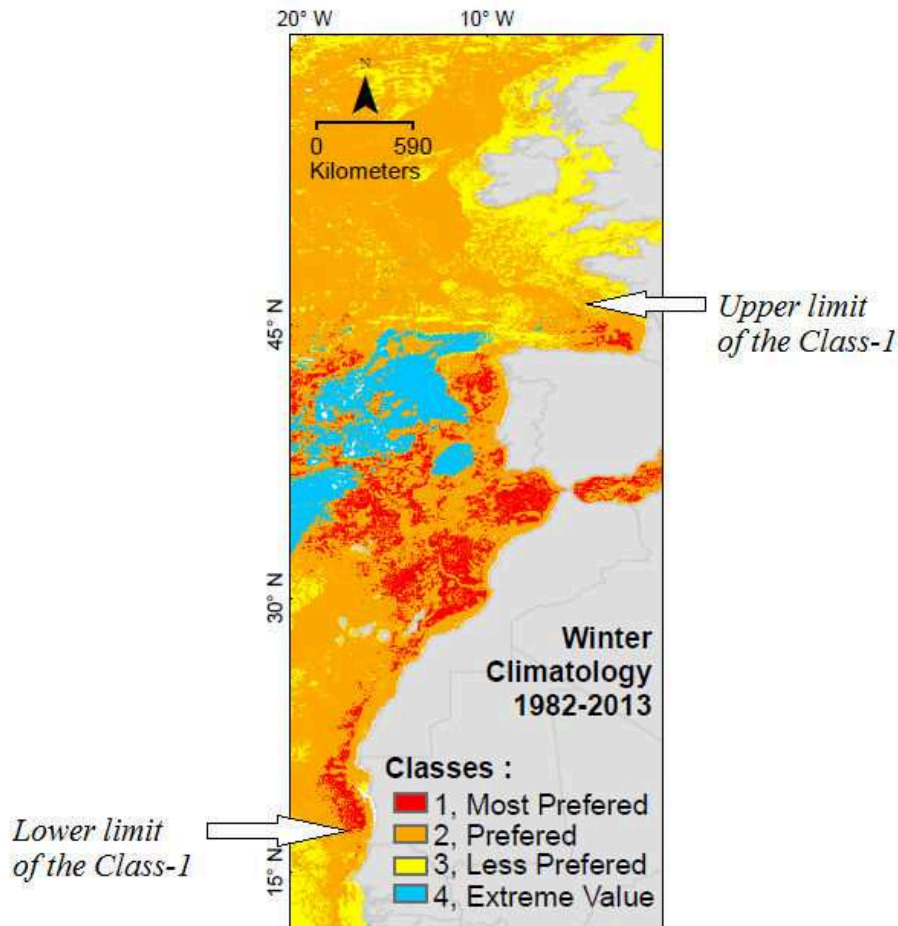 20° W 10° W
N
0 590
Kilometers
45° N
Upper limit
of the Class-1
30° N
Winter
Climatology
1982-2013
Classes :
1, Most Prefered
Lower limit
of the Class-1
2, Prefered
3, Less Prefered
15° N
4, Extreme Value